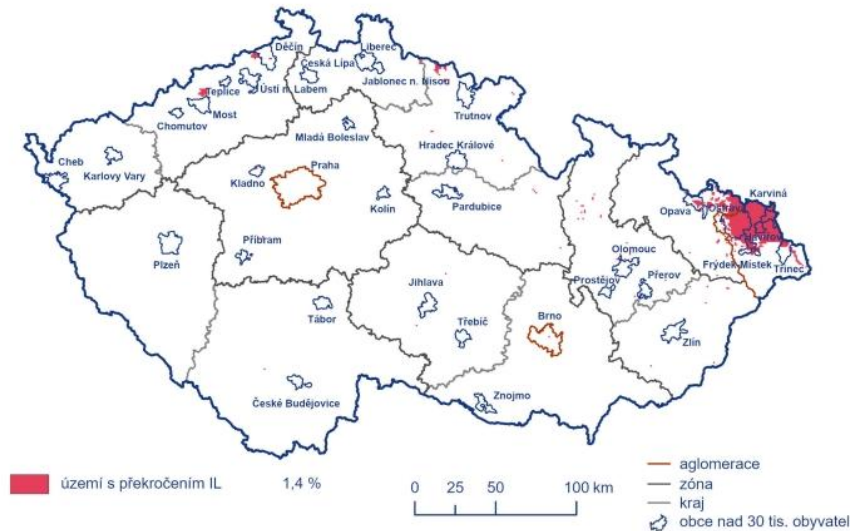 Děčín
Liberec
Česká Lípa
Teplice
Ústí n. Labem
Jablonec n. Nisou
Most
Trutnov
Chomutov
Mladá Boleslav
Cheb
Hradec Králové
Karlovy Vary
Praha
Kladno
Karviná
Kolín
Pardubice
Opava
Ostrava
Havířov
Plzeň
Příbram
Olomouc
Frýdek Místek
Třinec
Jihlava
Prostějov
Přerov
Tábor
Třebíč
Brno
Zlín
České Budějovice
Znojmo
území s překročením IL 1,4 %
0 25 50 100 km
aglomerace
zóna
kraj
obce nad 30 tis. obyvatel